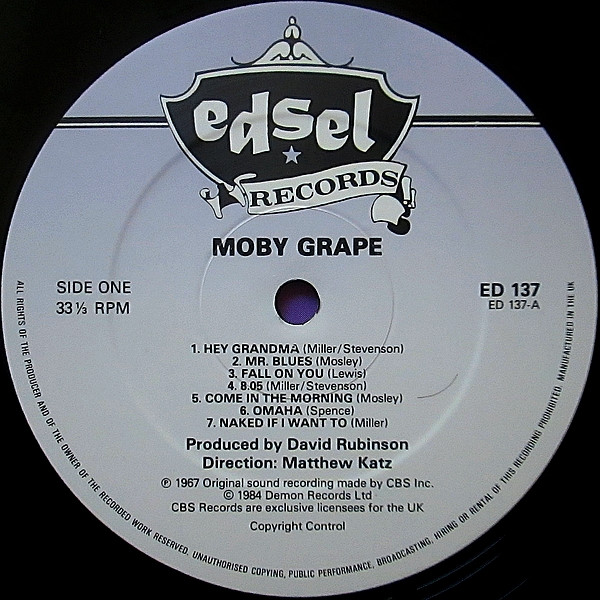 edsel
RECORDS
MOBY GRAPE
SIDE ONE
33⅓ RPM
ED 137
ED 137-A
1. HEY GRANDMA (Miller/Stevenson)
2. MR. BLUES (Mosley)
3. FALL ON YOU (Lewis)
4. 8.05 (Miller/Stevenson)
5. COME IN THE MORNING (Mosley)
6. OMAHA (Spence)
7. NAKED IF I WANT TO (Miller)
Produced by David Rubinson
Direction: Matthew Katz
℗ 1967 Original sound recording made by CBS Inc.
© 1984 Demon Records Ltd
CBS Records are exclusive licensees for the UK
Copyright Control
ALL RIGHTS OF THE PRODUCER AND OF THE OWNER OF THE RECORDED WORK RESERVED. UNAUTHORISED COPYING, PUBLIC PERFORMANCE, BROADCASTING, HIRING OR RENTAL OF THIS RECORDING PROHIBITED. MANUFACTURED IN THE UK